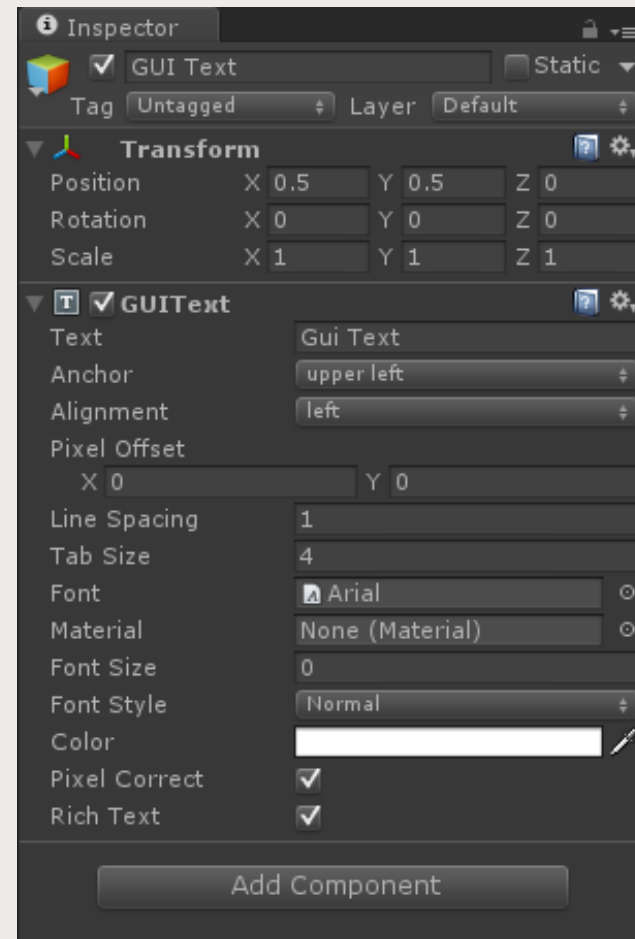 Inspector
GUI Text Static
Tag Untagged Layer Default
Transform
Position X 0.5 Y 0.5 Z 0
Rotation X 0 Y 0 Z 0
Scale X 1 Y 1 Z 1
T GUIText
Text Gui Text
Anchor upper left
Alignment left
Pixel Offset
X 0 Y 0
Line Spacing 1
Tab Size 4
Font Arial
Material None (Material)
Font Size 0
Font Style Normal
Color
Pixel Correct
Rich Text
Add Component